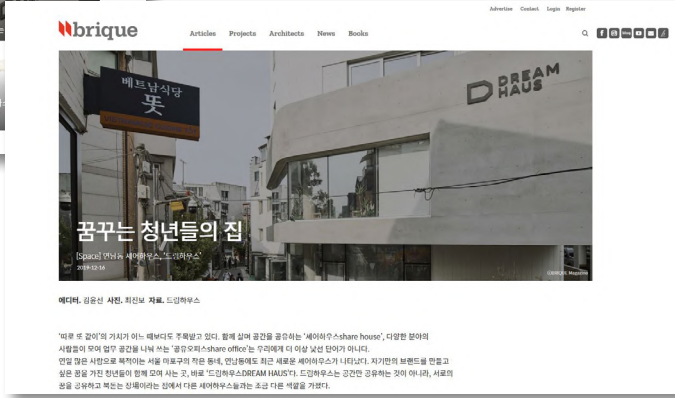 Advertise Contact Login Register
brique
Articles Projects Architects News Books
베트남식당
뜻
DREAM
HAUS
꿈꾸는 청년들의 집
[Space] 연남동 셰어하우스, '드림하우스'
2019-12-16
©BRIQUE Magazine
에디터. 김윤선 사진. 최진보 자료. 드림하우스
'따로 또 같이'의 가치가 어느 때보다도 주목받고 있다. 함께 살며 공간을 공유하는 '셰어하우스share house', 다양한 분야의
사람들이 모여 업무 공간을 나눠 쓰는 '공유오피스share office'는 우리에게 더 이상 낯선 단어가 아니다.
연일 많은 사람으로 북적이는 서울 마포구의 작은 동네, 연남동에도 최근 새로운 셰어하우스가 나타났다. 자기만의 브랜드를 만들고
싶은 꿈을 가진 청년들이 함께 모여 사는 곳, 바로 '드림하우스DREAM HAUS'다. 드림하우스는 공간만 공유하는 것이 아니라, 서로의
꿈을 공유하고 북돋는 장場이라는 점에서 다른 셰어하우스들과는 조금 다른 색깔을 가졌다.